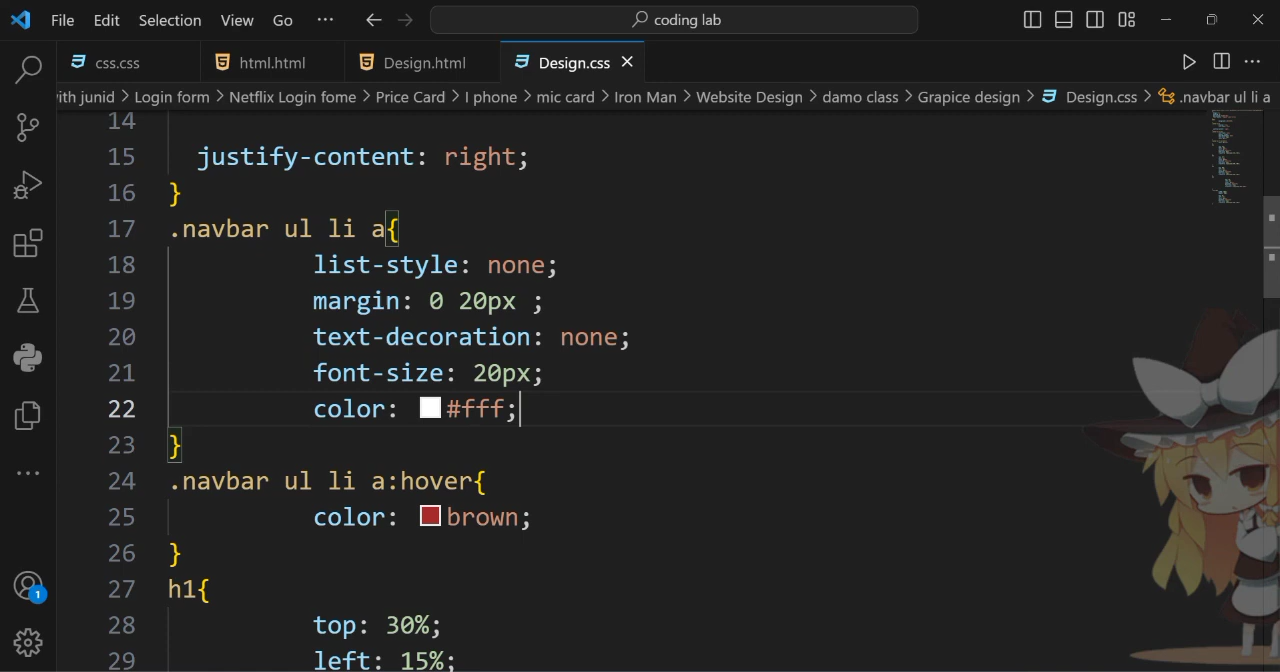 File Edit Selection View Go ··· coding lab
css.css html.html Design.html Design.css
ith junid > Login form > Netflix Login fome > Price Card > I phone > mic card > Iron Man > Website Design > damo class > Grapice design > Design.css > .navbar ul li a
14
15 justify-content: right;
16 }
17 .navbar ul li a{
18 list-style: none;
19 margin: 0 20px ;
20 text-decoration: none;
21 font-size: 20px;
22 color: #fff;
23 }
24 .navbar ul li a:hover{
25 color: brown;
26 }
27 h1{
28 top: 30%;
29 left: 15%;
1